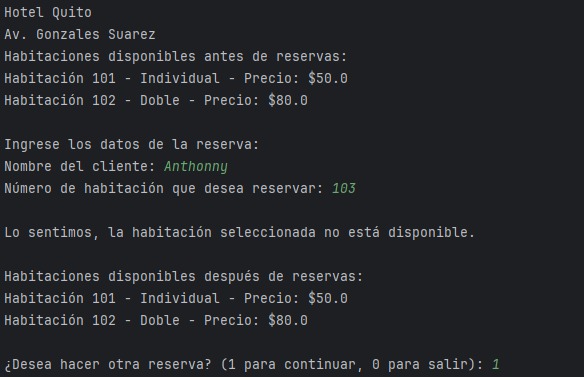 Hotel Quito
Av. Gonzales Suarez
Habitaciones disponibles antes de reservas:
Habitación 101 - Individual - Precio: $50.0
Habitación 102 - Doble - Precio: $80.0
Ingrese los datos de la reserva:
Nombre del cliente: Anthonny
Número de habitación que desea reservar: 103
Lo sentimos, la habitación seleccionada no está disponible.
Habitaciones disponibles después de reservas:
Habitación 101 - Individual - Precio: $50.0
Habitación 102 - Doble - Precio: $80.0
¿Desea hacer otra reserva? (1 para continuar, 0 para salir): 1